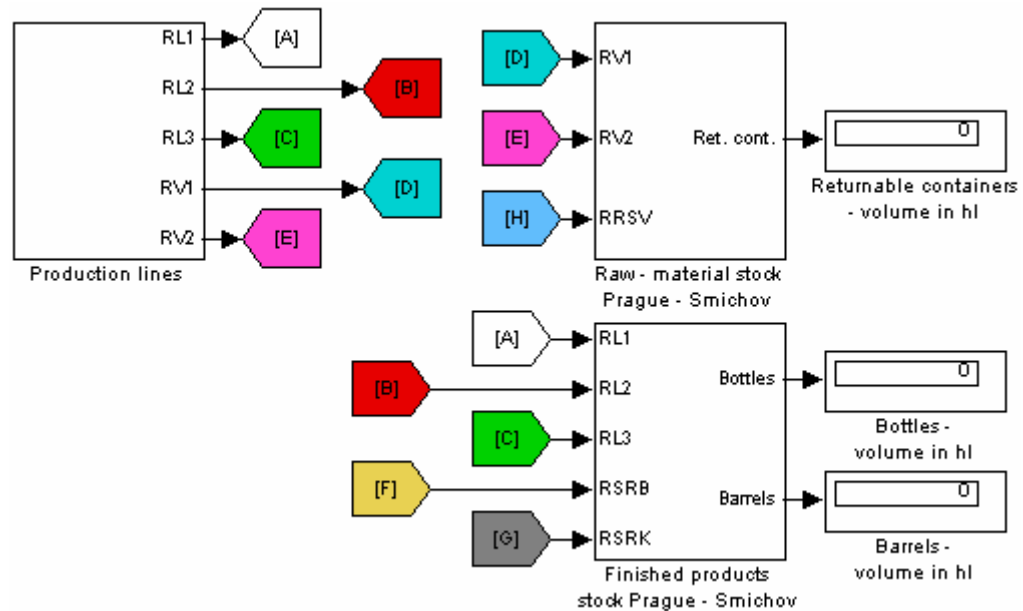 RL1
[A]
RL2
[B]
RL3
[C]
RV1
[D]
RV2
[E]
Production lines
[D]
RV1
[E]
RV2
Ret. cont.
0
[H]
RRSV
Returnable containers
- volume in hl
Raw - material stock
Prague - Smichov
[A]
RL1
[B]
RL2
Bottles
0
[C]
RL3
Bottles -
volume in hl
[F]
RSRB
Barrels
0
[G]
RSRK
Barrels -
volume in hl
Finished products
stock Prague - Smichov